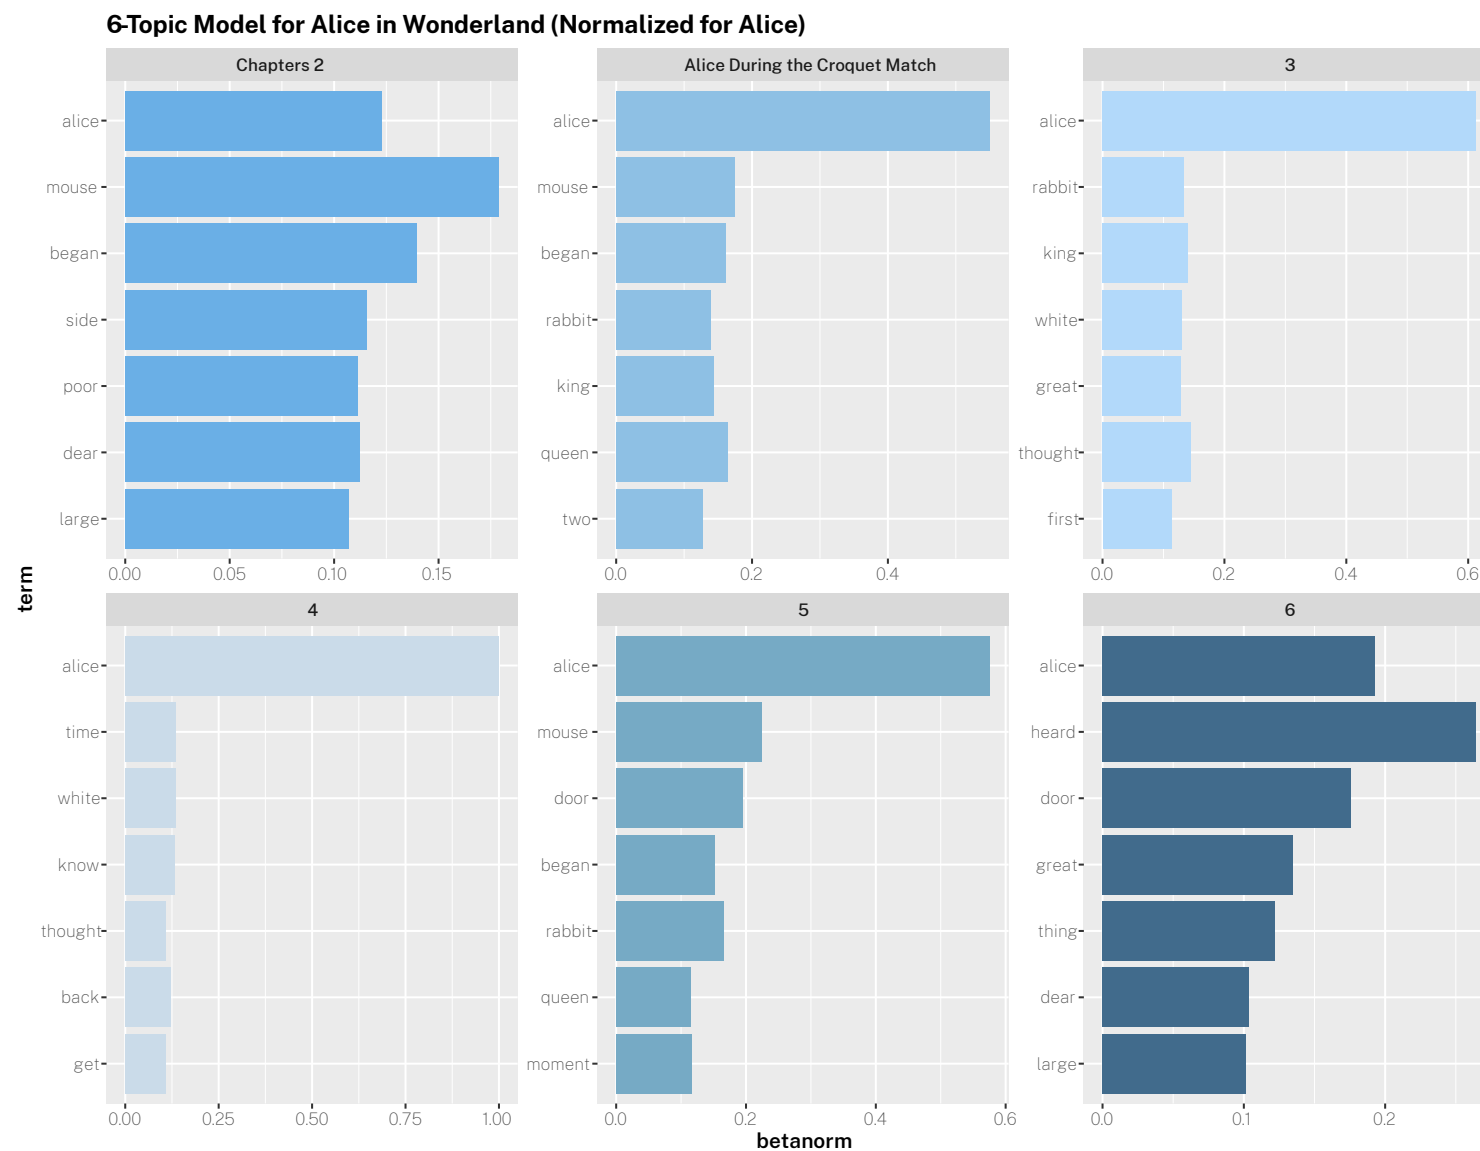 6-Topic Model for Alice in Wonderland (Normalized for Alice)
Chapters 2
alice
mouse
began
side
poor
dear
large
0.00 0.05 0.10 0.15
Alice During the Croquet Match
alice
mouse
began
rabbit
king
queen
two
0.0 0.2 0.4
3
alice
rabbit
king
white
great
thought
first
0.0 0.2 0.4 0.6
term
4
alice
time
white
know
thought
back
get
0.00 0.25 0.50 0.75 1.00
5
alice
mouse
door
began
rabbit
queen
moment
0.0 0.2 0.4 0.6
6
alice
heard
door
great
thing
dear
large
0.0 0.1 0.2
betanorm